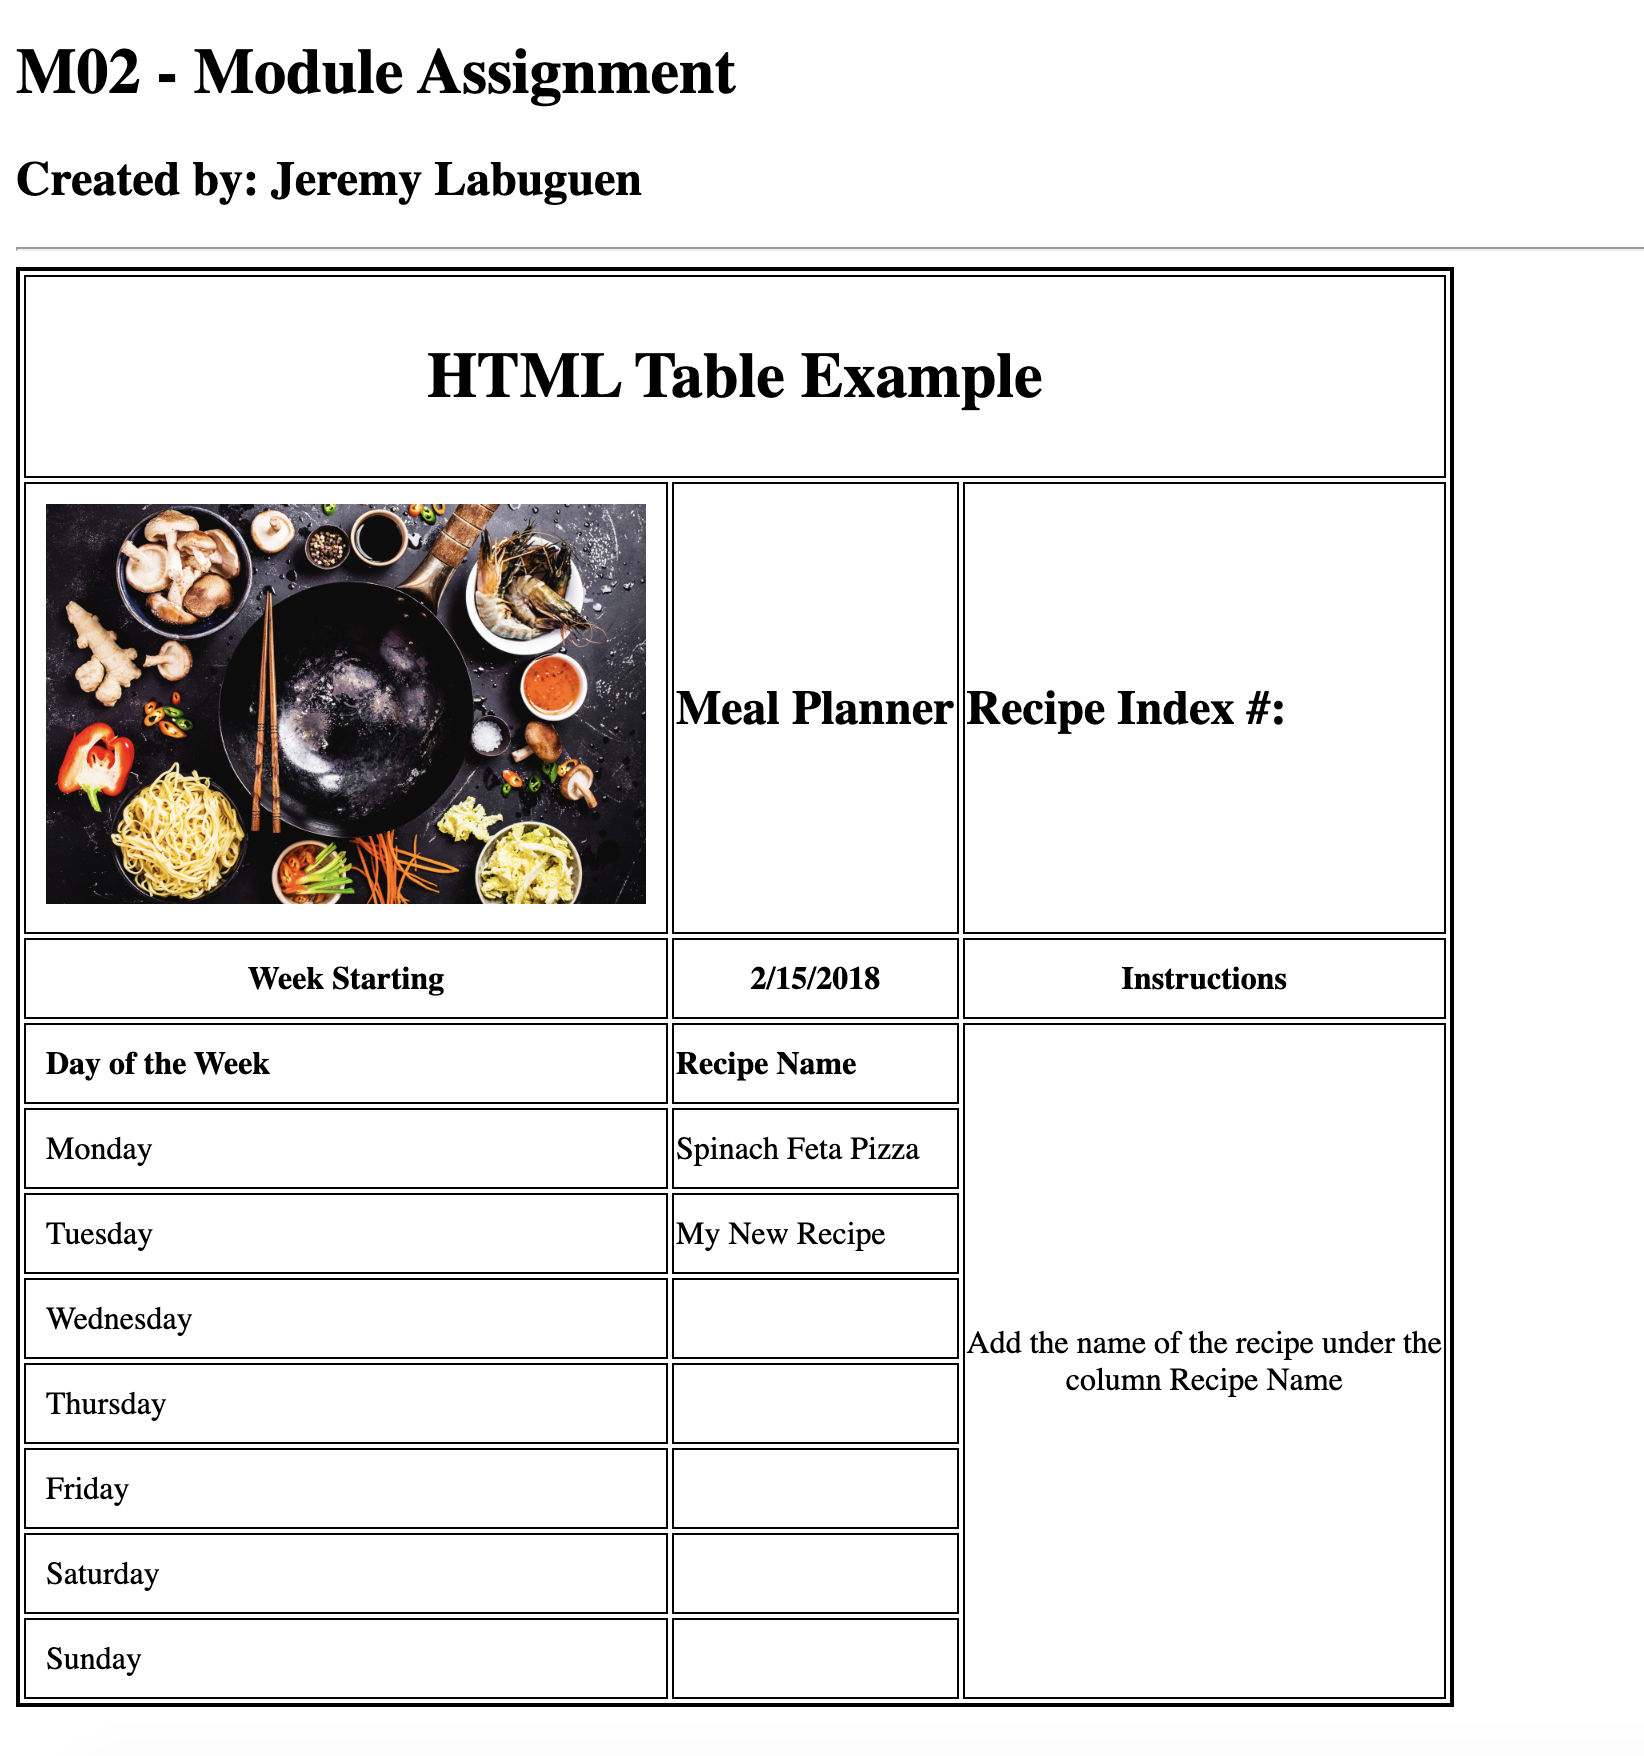 M02 - Module Assignment
Created by: Jeremy Labuguen
HTML Table Example
Meal Planner
Recipe Index #:
Week Starting
2/15/2018
Instructions
Day of the Week
Recipe Name
Monday
Spinach Feta Pizza
Tuesday
My New Recipe
Wednesday
Thursday
Friday
Saturday
Sunday
Add the name of the recipe under the
column Recipe Name